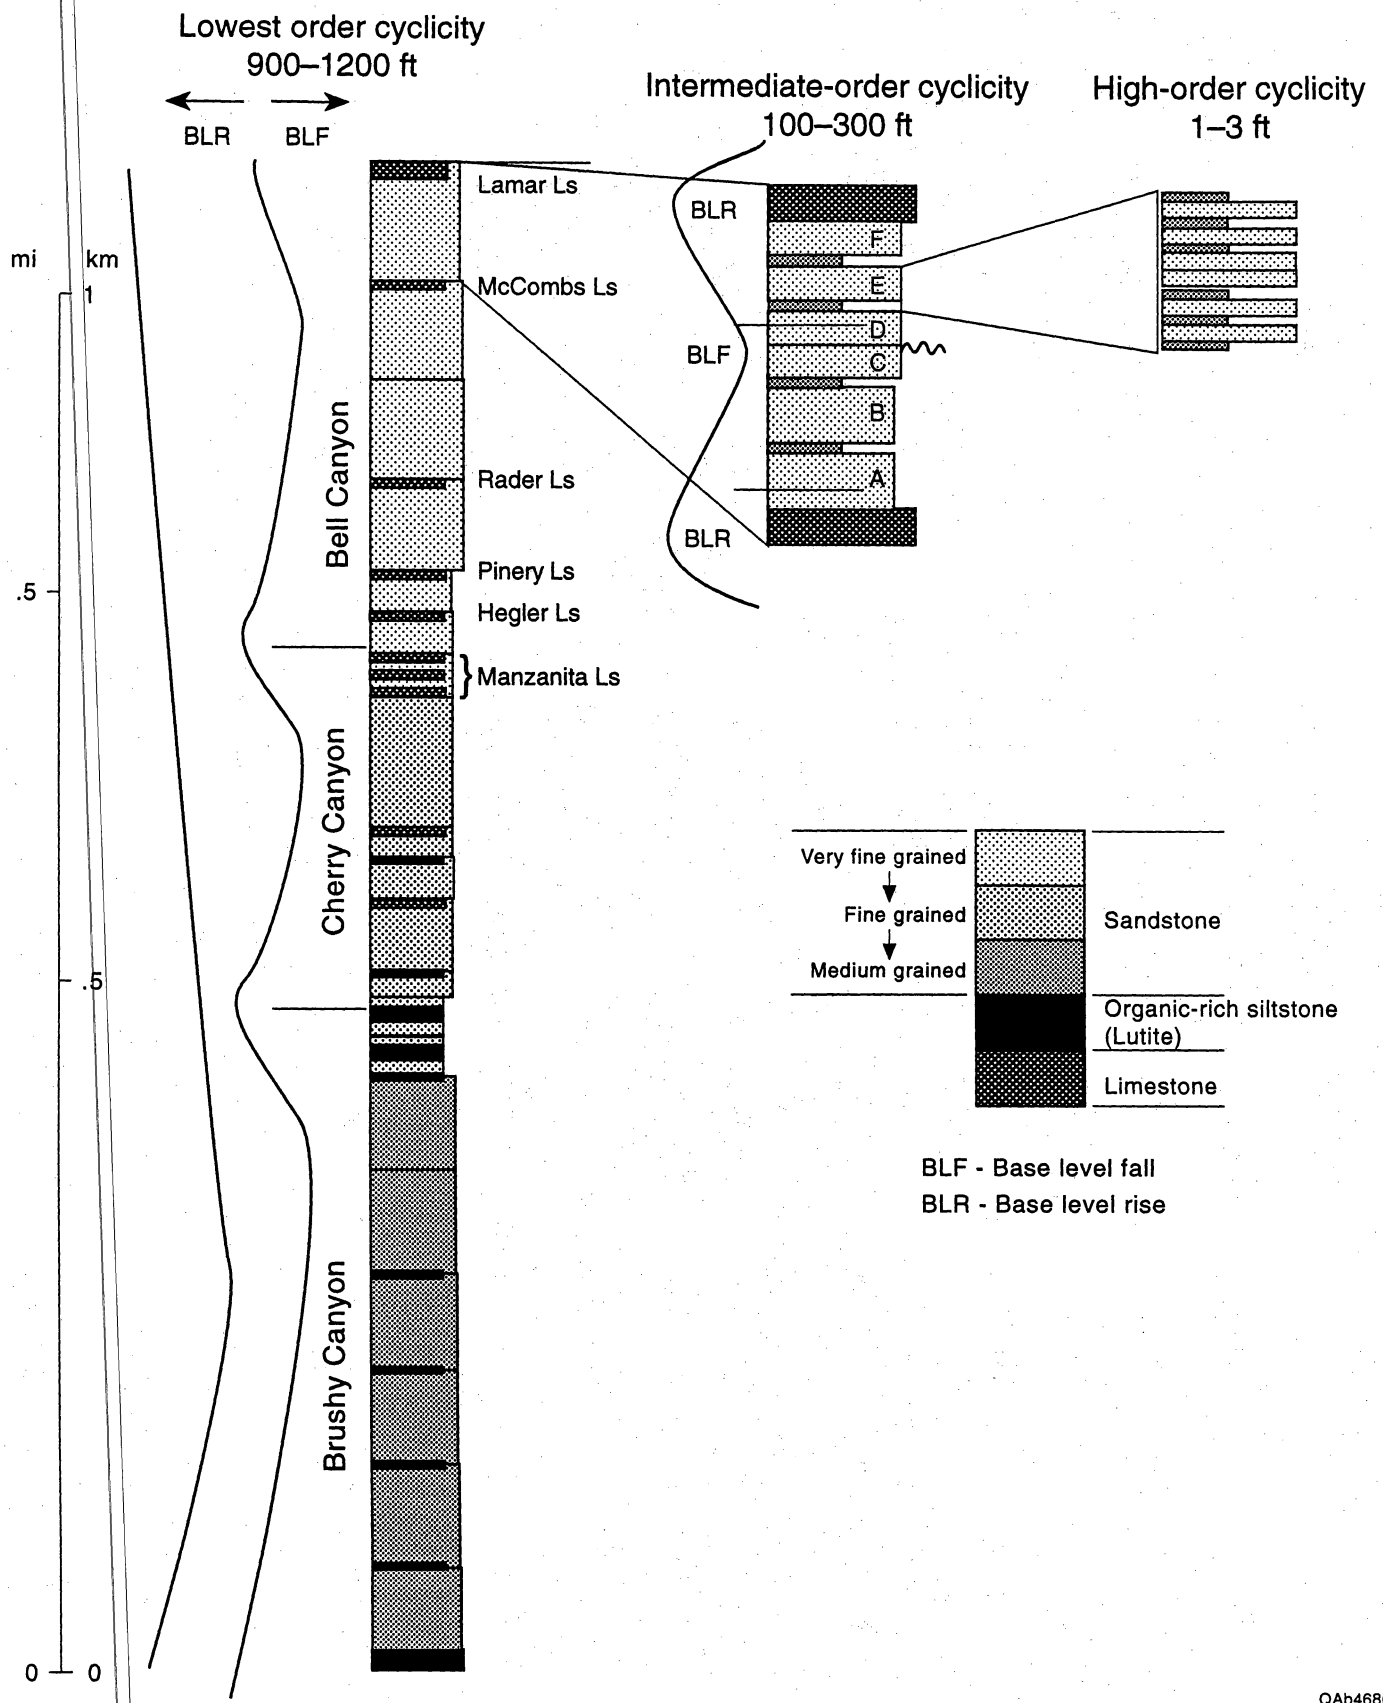 Lowest order cyclicity
900–1200 ft
BLR
BLF
Intermediate-order cyclicity
100–300 ft
High-order cyclicity
1–3 ft
mi
km
1
.5
.5
0
0
Bell Canyon
Cherry Canyon
Brushy Canyon
Lamar Ls
McCombs Ls
Rader Ls
Pinery Ls
Hegler Ls
Manzanita Ls
BLR
BLF
BLR
F
E
D
C
B
A
Very fine grained
Fine grained
Medium grained
Sandstone
Organic-rich siltstone
(Lutite)
Limestone
BLF - Base level fall
BLR - Base level rise